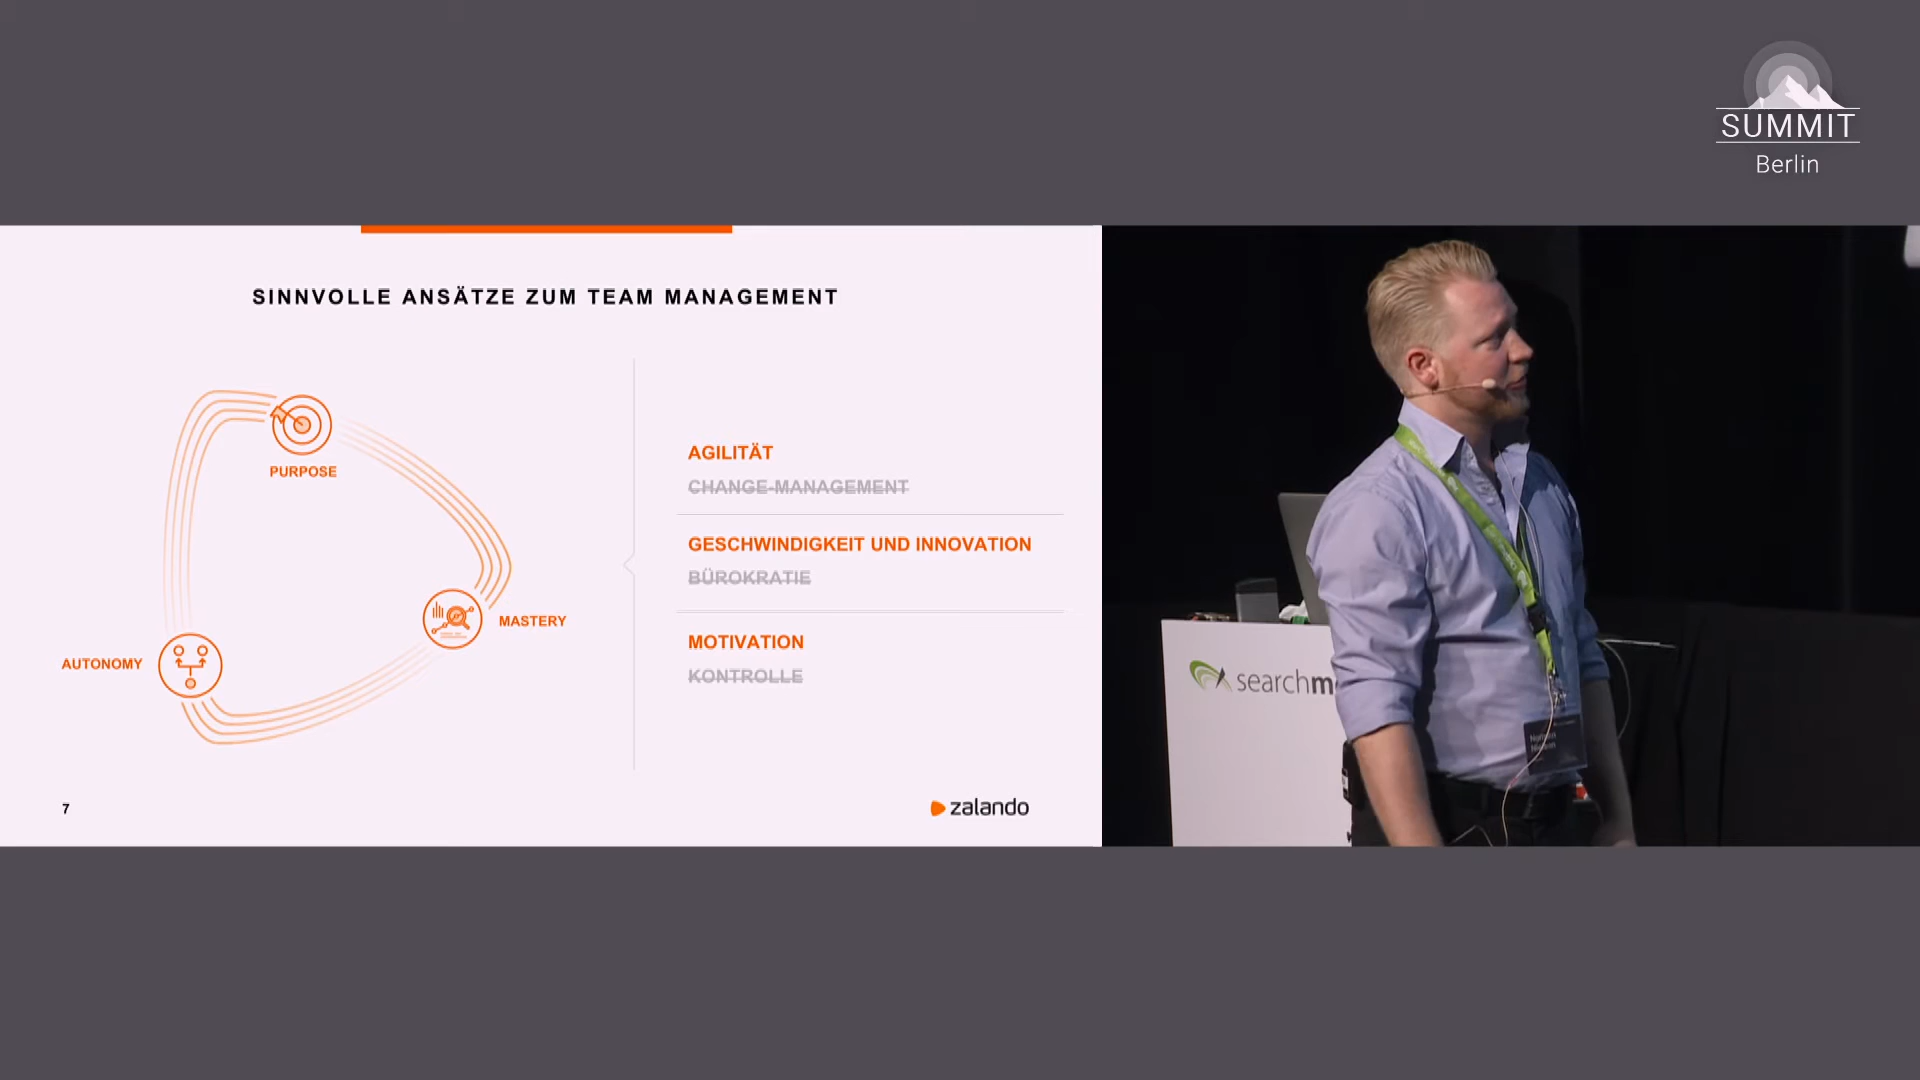 SUMMIT
Berlin
SINNVOLLE ANSÄTZE ZUM TEAM MANAGEMENT
PURPOSE
MASTERY
AUTONOMY
AGILITÄT
CHANGE-MANAGEMENT
GESCHWINDIGKEIT UND INNOVATION
BÜROKRATIE
MOTIVATION
KONTROLLE
7
zalando
searchm